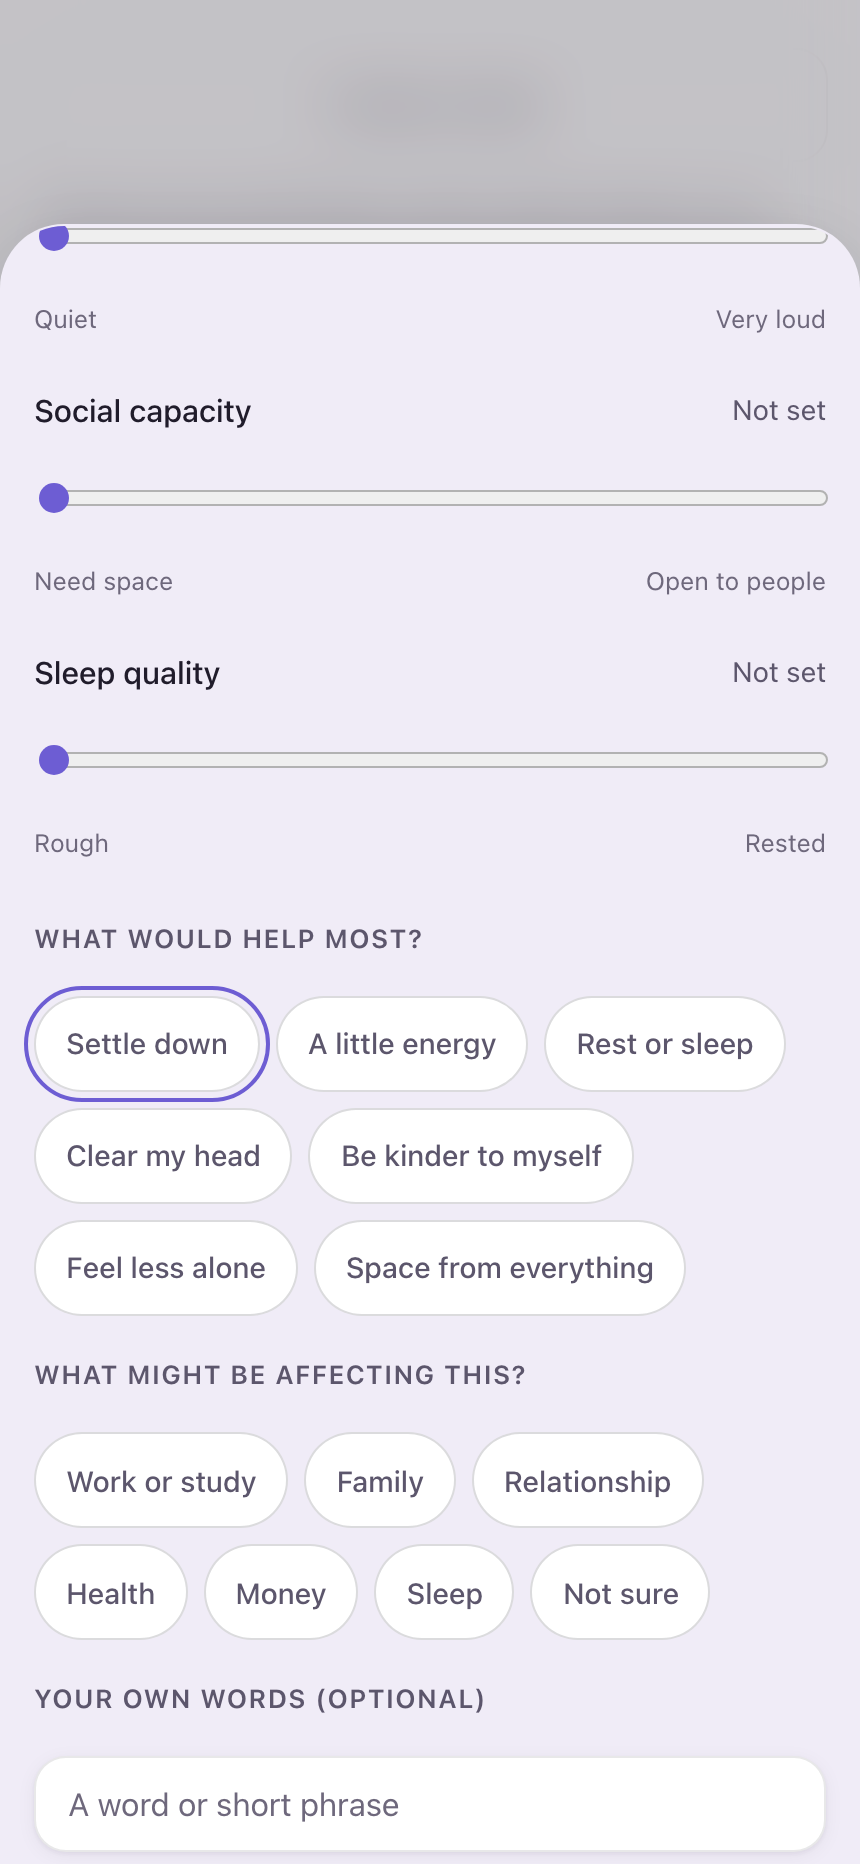 Quiet Very loud
Social capacity Not set
Need space Open to people
Sleep quality Not set
Rough Rested
WHAT WOULD HELP MOST?
Settle down A little energy Rest or sleep
Clear my head Be kinder to myself
Feel less alone Space from everything
WHAT MIGHT BE AFFECTING THIS?
Work or study Family Relationship
Health Money Sleep Not sure
YOUR OWN WORDS (OPTIONAL)
A word or short phrase